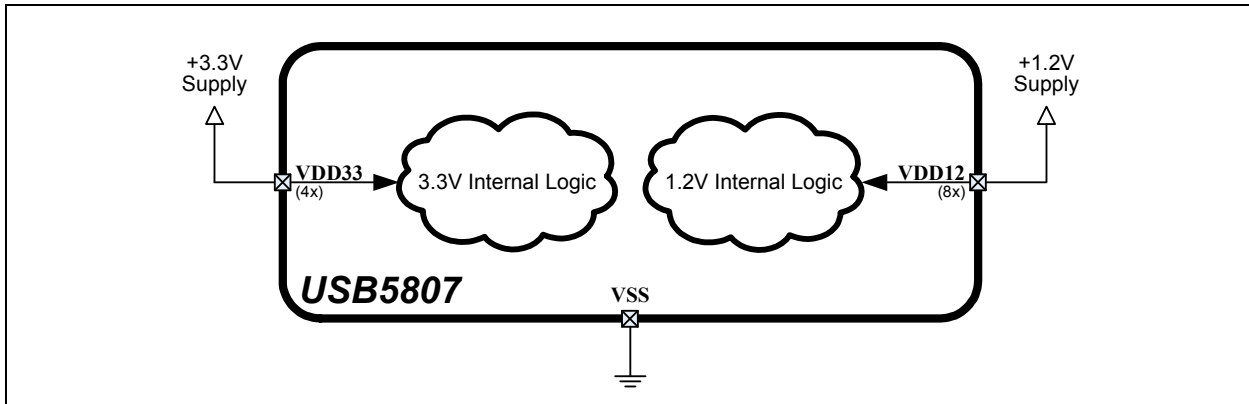 +3.3V
Supply
+1.2V
Supply
VDD33
(4x)
3.3V Internal Logic
1.2V Internal Logic
VDD12
(8x)
USB5807
VSS